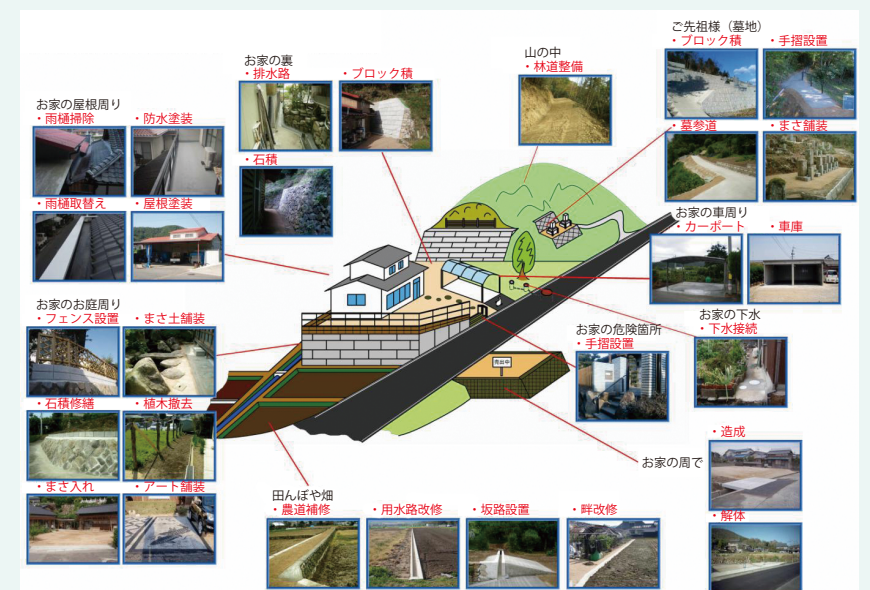 ご先祖様（墓地）
・ブロック積 ・手摺設置
・墓参道 ・まさ舗装
山の中
・林道整備
お家の裏
・排水路 ・ブロック積
・石積
お家の屋根周り
・雨樋掃除 ・防水塗装
・雨樋取替え ・屋根塗装
お家の車周り
・カーポート ・車庫
お家のお庭周り
・フェンス設置 ・まさ土舗装
・石積修繕 ・植木撤去
・まさ入れ ・アート舗装
お家の下水
・下水接続
お家の危険箇所
・手摺設置
売出中
お家の周で
・造成
・解体
田んぼや畑
・農道補修 ・用水路改修 ・坂路設置 ・畔改修